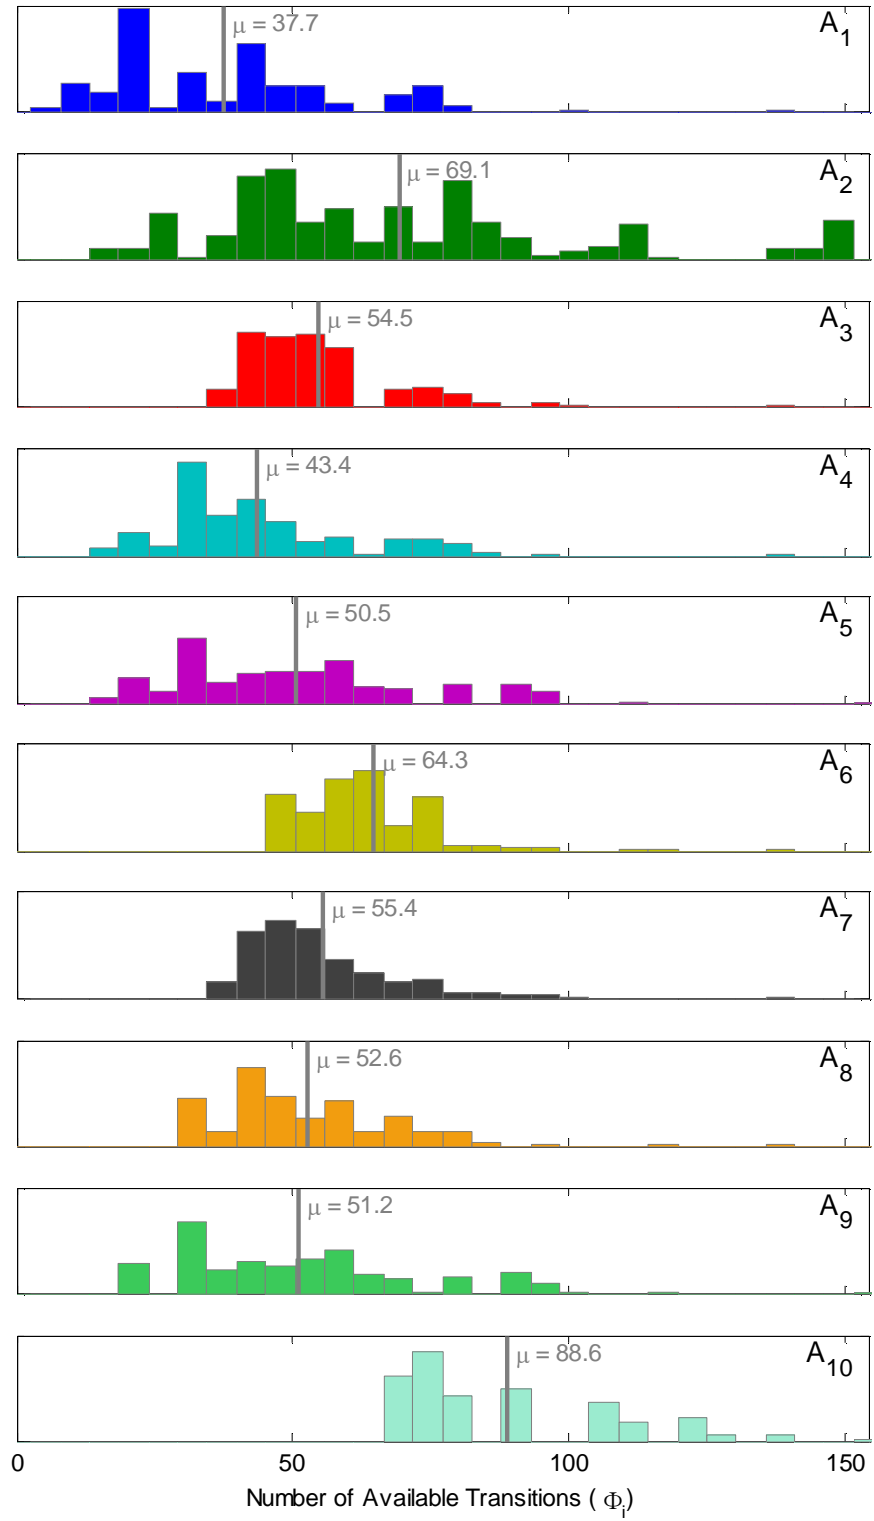 μ = 37.7 A1
μ = 69.1 A2
μ = 54.5 A3
μ = 43.4 A4
μ = 50.5 A5
μ = 64.3 A6
μ = 55.4 A7
μ = 52.6 A8
μ = 51.2 A9
μ = 88.6 A10
0 50 100 150
Number of Available Transitions ( Φi)